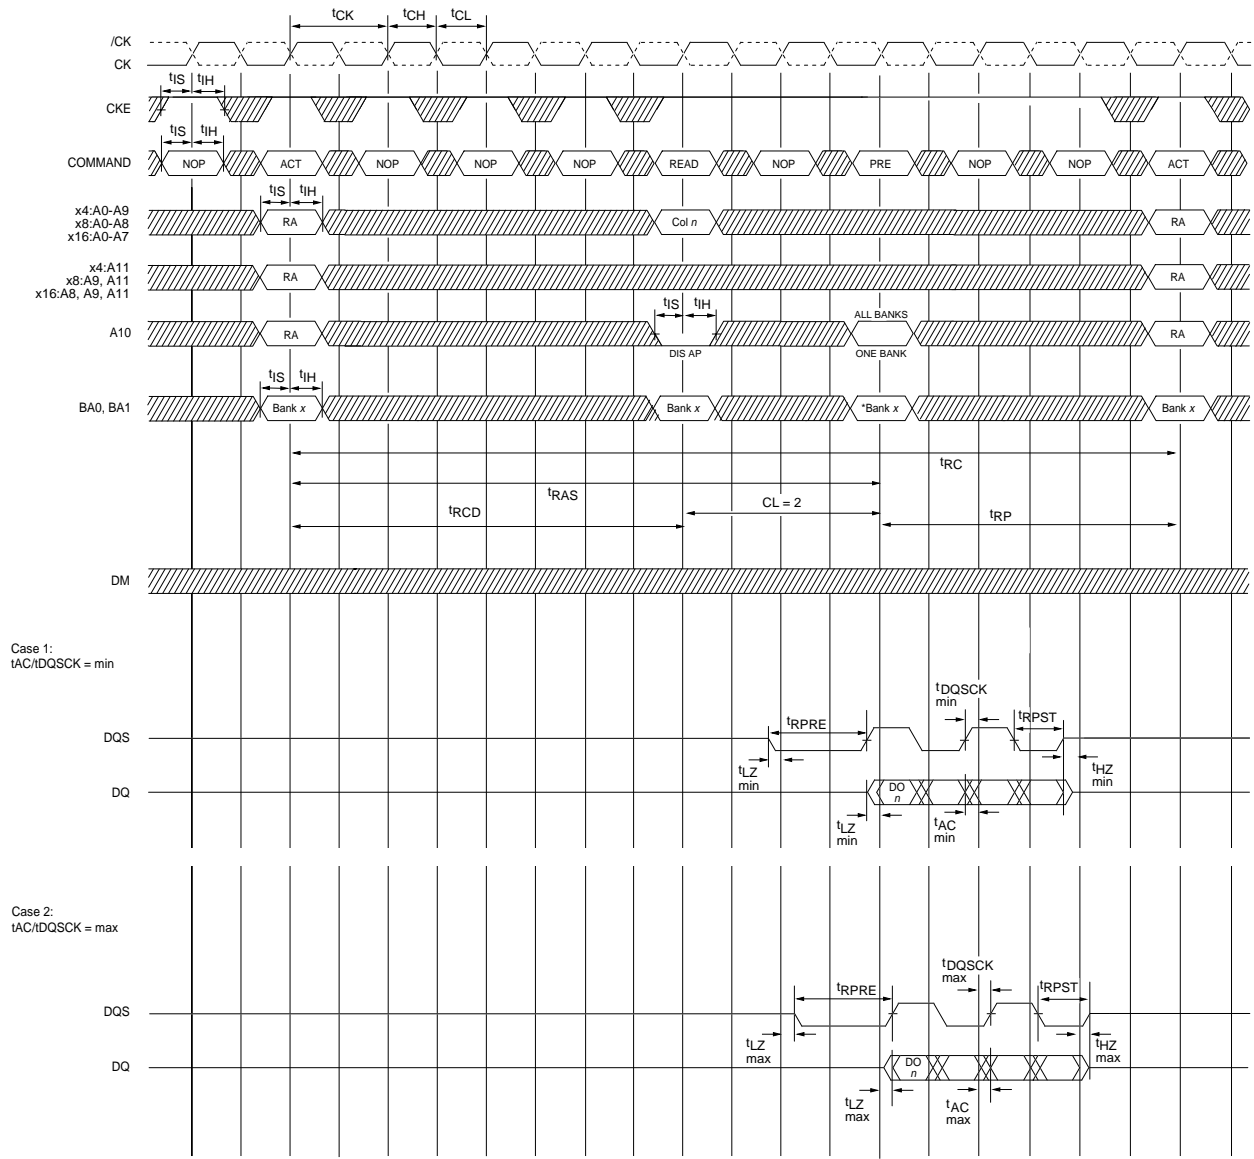 tCK tCH tCL
/CK
CK
tIS tIH
CKE
tIS tIH
COMMAND NOP ACT NOP NOP NOP READ NOP PRE NOP NOP ACT
tIS tIH
x4:A0-A9
x8:A0-A8
x16:A0-A7
RA Col n RA
x4:A11
x8:A9, A11
x16:A8, A9, A11
RA RA
tIS tIH ALL BANKS
A10 RA RA
DIS AP ONE BANK
tIS tIH
BA0, BA1 Bank x Bank x *Bank x Bank x
tRC
tRAS
CL = 2
tRCD tRP
DM
Case 1:
tAC/tDQSCK = min
tDQSCK
min
tRPRE tRPST
DQS
tLZ
min
tHZ
min
DQ DO
n
tLZ
min
tAC
min
Case 2:
tAC/tDQSCK = max
tDQSCK
max
tRPRE tRPST
DQS
tLZ
max
tHZ
max
DQ DO
n
tLZ
max
tAC
max